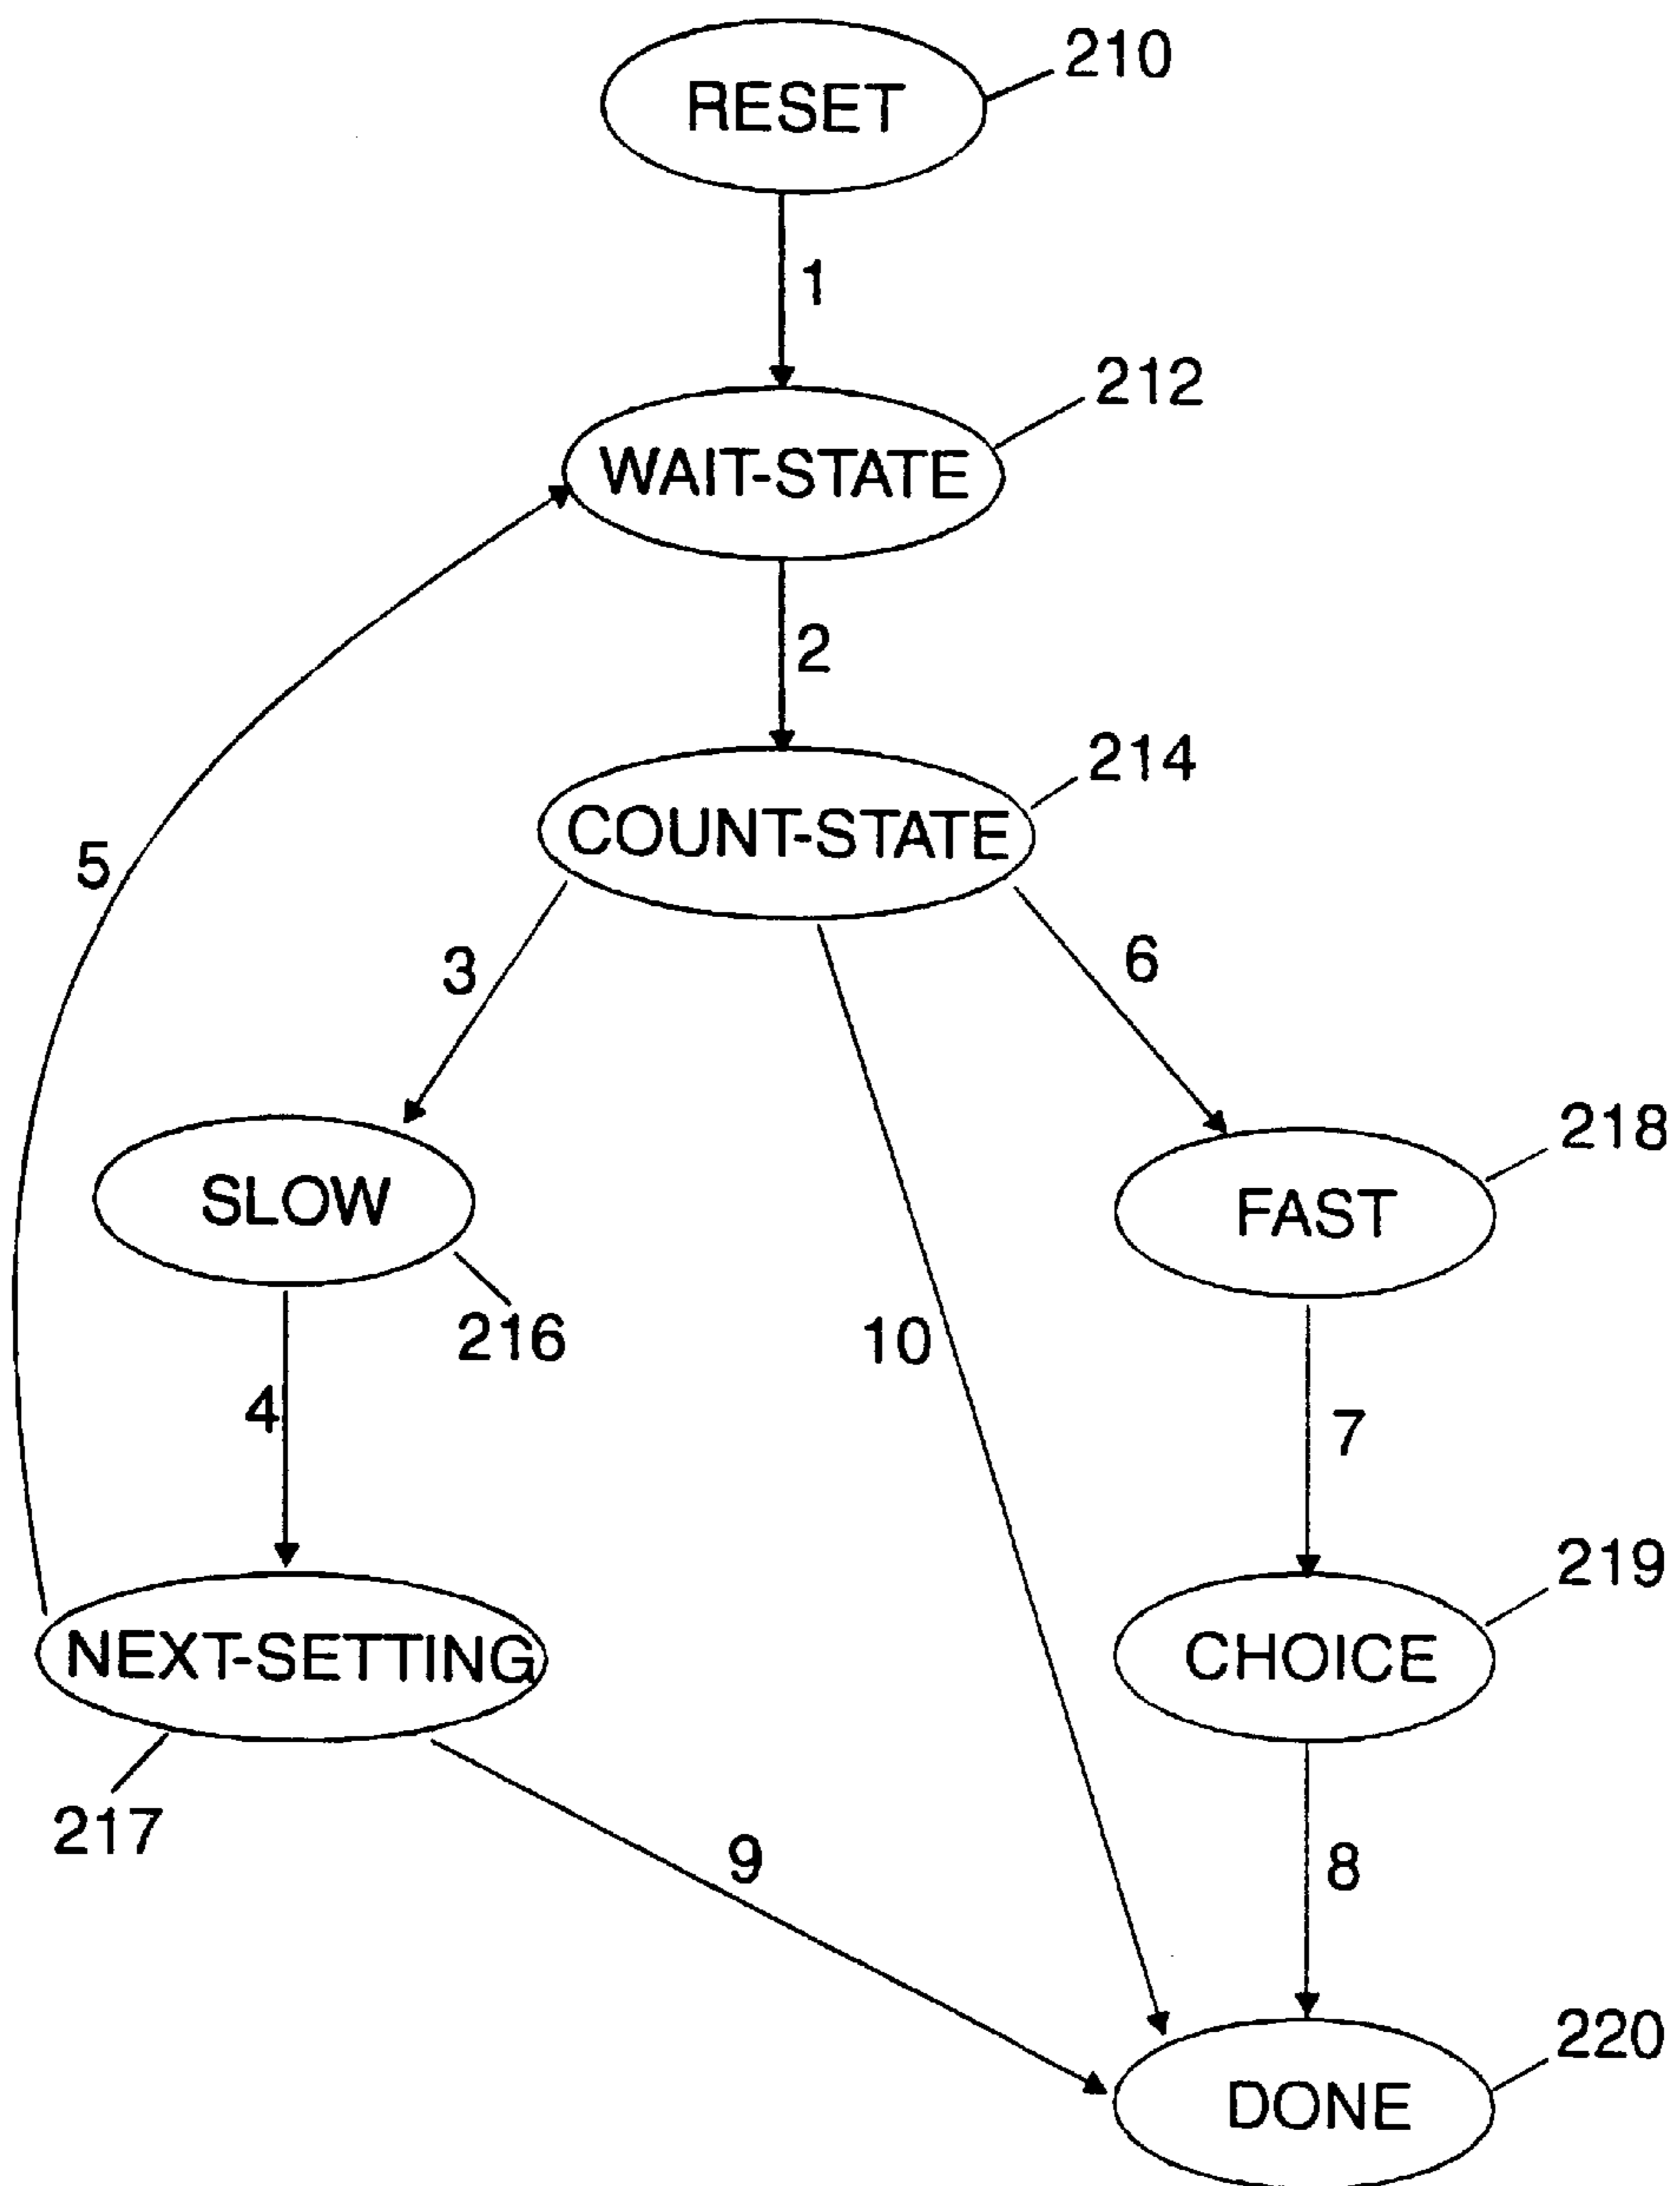 210
RESET
1
212
WAIT-STATE
2
214
COUNT-STATE
5
3
6
218
SLOW
FAST
216
10
4
7
219
NEXT-SETTING
CHOICE
217
9
8
220
DONE